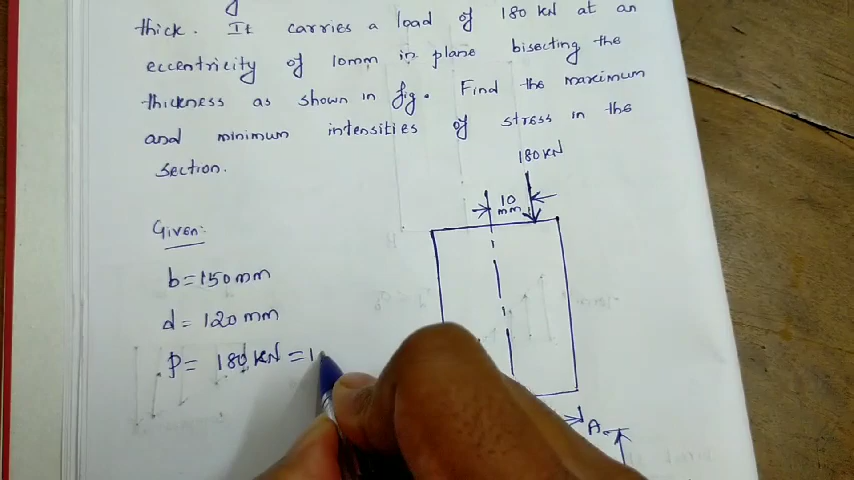 thick. It carries a load of 180 kN at an
eccentricity of 10mm in plane bisecting the
thickness as shown in fig. Find the maximum
and minimum intensities of stress in the
section.
180 KN
10
mm
Given:
b = 150 mm
d = 120 mm
P = 180 KN = 1
A